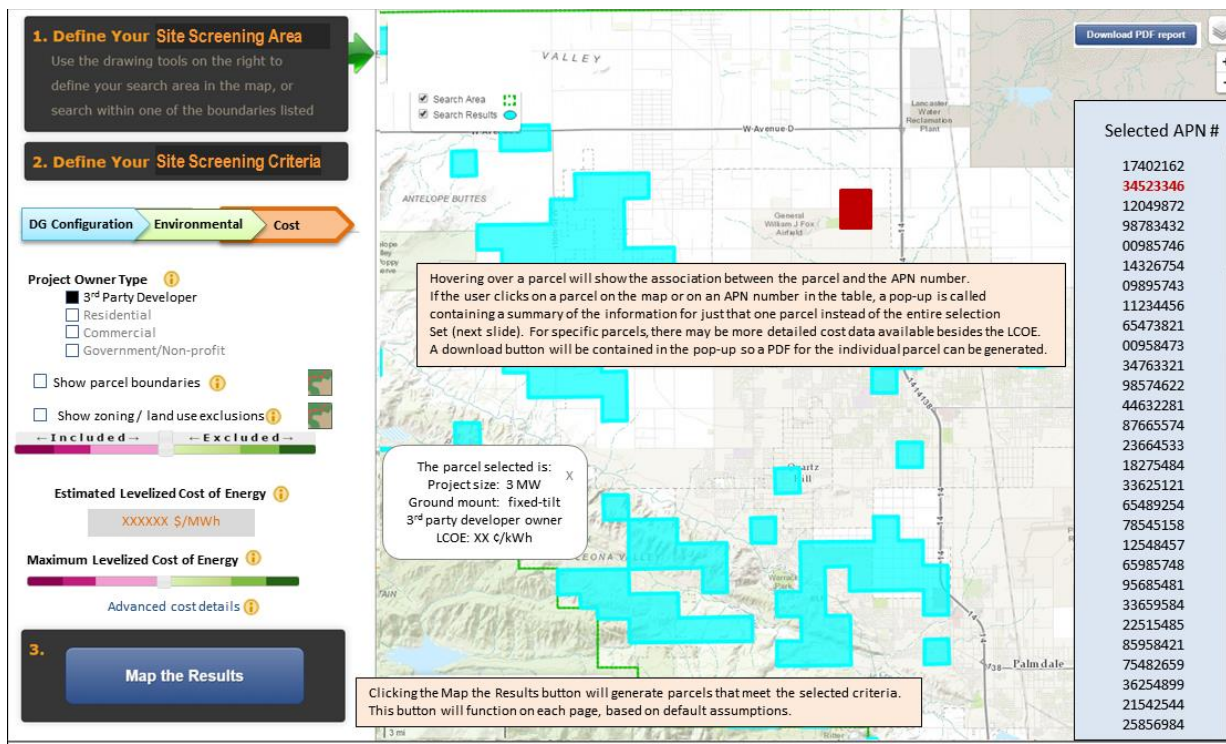 1. Define Your Site Screening Area
Use the drawing tools on the right to
define your search area in the map, or
search within one of the boundaries listed
2. Define Your Site Screening Criteria
DG Configuration
Environmental
Cost
Project Owner Type
3rd Party Developer
Residential
Commercial
Government/Non-profit
Show parcel boundaries
Show zoning / land use exclusions
←Included→ ←Excluded→
Estimated Levelized Cost of Energy
XXXXXX $/MWh
Maximum Levelized Cost of Energy
Advanced cost details
3.
Map the Results
VALLEY
Search Area
Search Results
W Avenue D
Lancaster
Water
Reclamation
Plant
ANTELOPE BUTTES
General
William J Fox
Airfield
14
Hovering over a parcel will show the association between the parcel and the APN number.
If the user clicks on a parcel on the map or on an APN number in the table, a pop-up is called
containing a summary of the information for just that one parcel instead of the entire selection
Set (next slide). For specific parcels, there may be more detailed cost data available besides the LCOE.
A download button will be contained in the pop-up so a PDF for the individual parcel can be generated.
The parcel selected is:
X
Project size: 3 MW
Ground mount: fixed-tilt
3rd party developer owner
LCOE: XX ¢/kWh
LEONA VALLEY
Palmdale
Clicking the Map the Results button will generate parcels that meet the selected criteria.
This button will function on each page, based on default assumptions.
3 mi
Download PDF report
Selected APN #
17402162
34523346
12049872
98783432
00985746
14326754
09895743
11234456
65473821
00958473
34763321
98574622
44632281
87665574
23664533
18275484
33625121
65489254
78545158
12548457
65985748
95685481
33659584
22515485
85958421
75482659
36254899
21542544
25856984